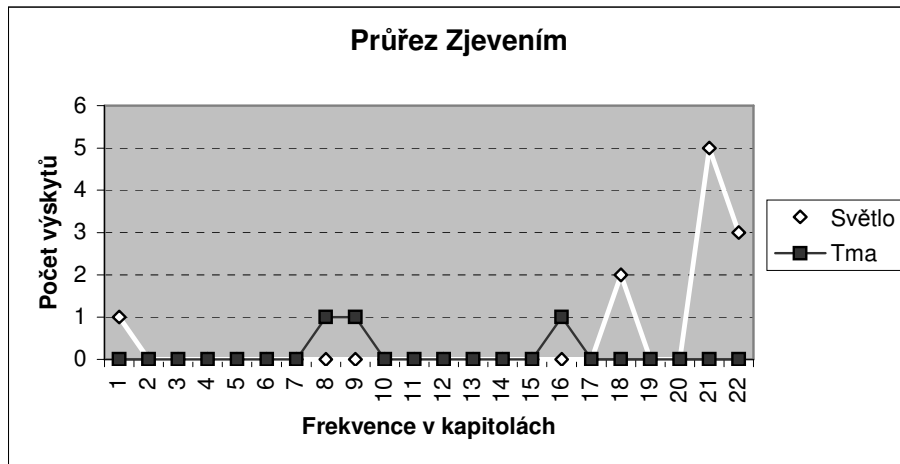 Průřez Zjevením
Počet výskytů
6
5
4
3
2
1
0
1 2 3 4 5 6 7 8 9 10 11 12 13 14 15 16 17 18 19 20 21 22
Frekvence v kapitolách
Světlo
Tma